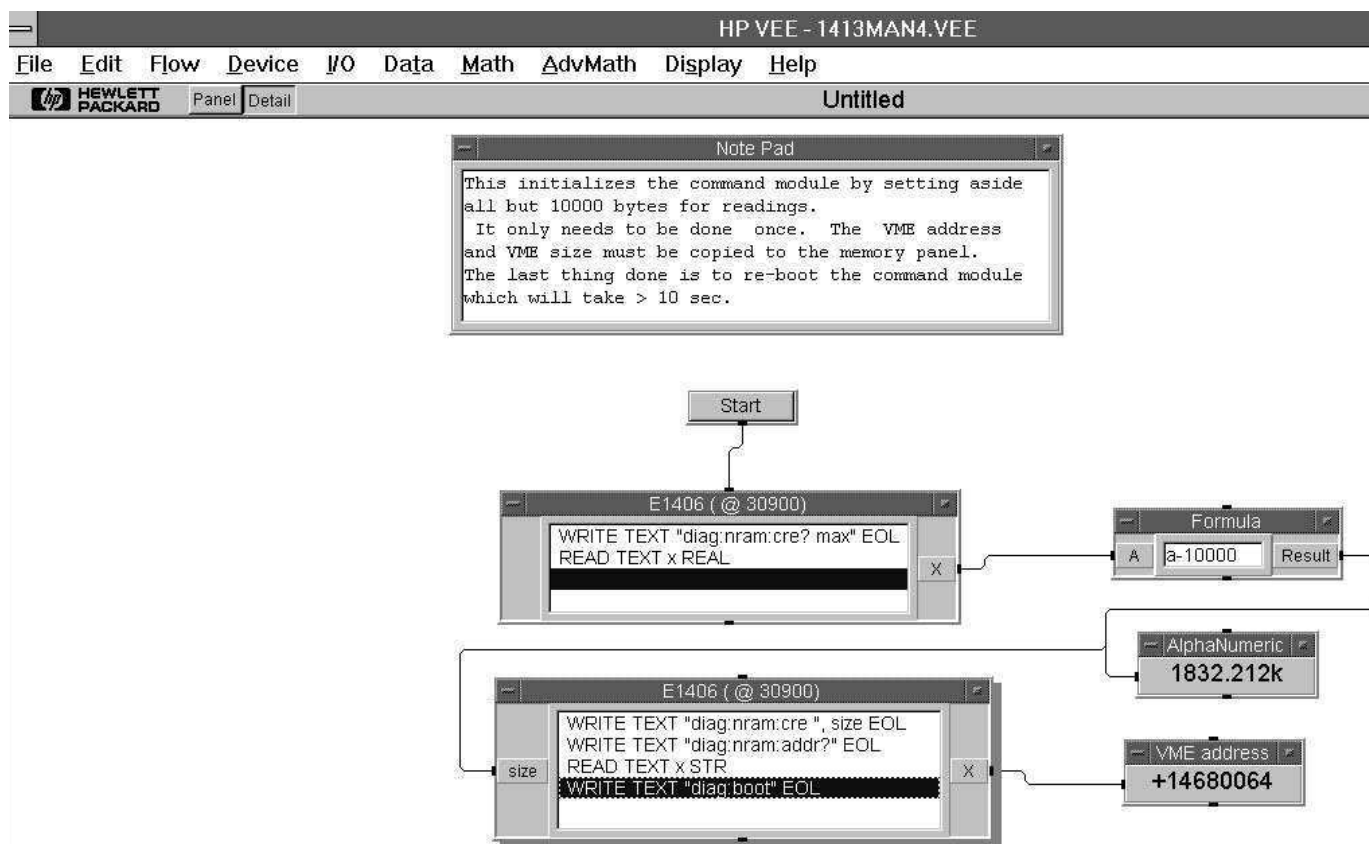 HP VEE - 1413MAN4.VEE
File Edit Flow Device I/O Data Math AdvMath Display Help
hp HEWLETT PACKARD Panel Detail Untitled
Note Pad
This initializes the command module by setting aside
all but 10000 bytes for readings.
It only needs to be done once. The VME address
and VME size must be copied to the memory panel.
The last thing done is to re-boot the command module
which will take > 10 sec.
Start
E1406 ( @ 30900)
WRITE TEXT "diag:nram:cre? max" EOL
READ TEXT x REAL
X
Formula
A a-10000 Result
AlphaNumeric
1832.212k
E1406 ( @ 30900)
WRITE TEXT "diag:nram:cre ", size EOL
WRITE TEXT "diag:nram:addr?" EOL
READ TEXT x STR
WRITE TEXT "diag:boot" EOL
size
X
VME address
+14680064